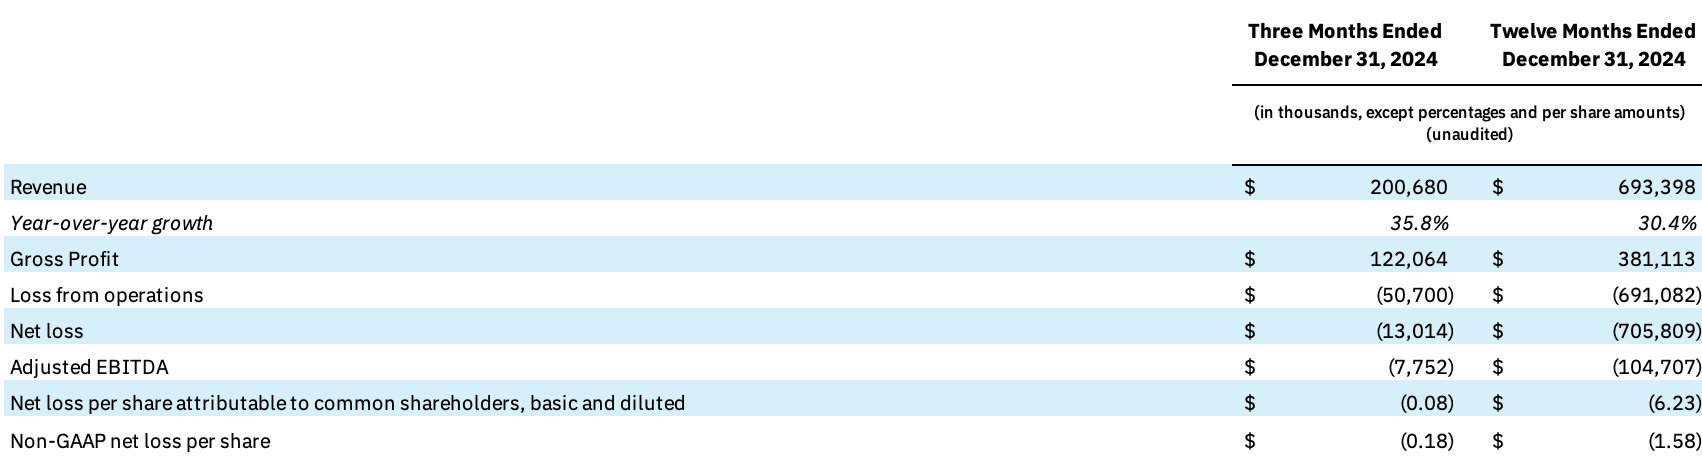 Three Months Ended Twelve Months Ended
December 31, 2024 December 31, 2024
(in thousands, except percentages and per share amounts)
(unaudited)
Revenue $ 200,680 $ 693,398
Year-over-year growth 35.8% 30.4%
Gross Profit $ 122,064 $ 381,113
Loss from operations $ (50,700) $ (691,082)
Net loss $ (13,014) $ (705,809)
Adjusted EBITDA $ (7,752) $ (104,707)
Net loss per share attributable to common shareholders, basic and diluted $ (0.08) $ (6.23)
Non-GAAP net loss per share $ (0.18) $ (1.58)